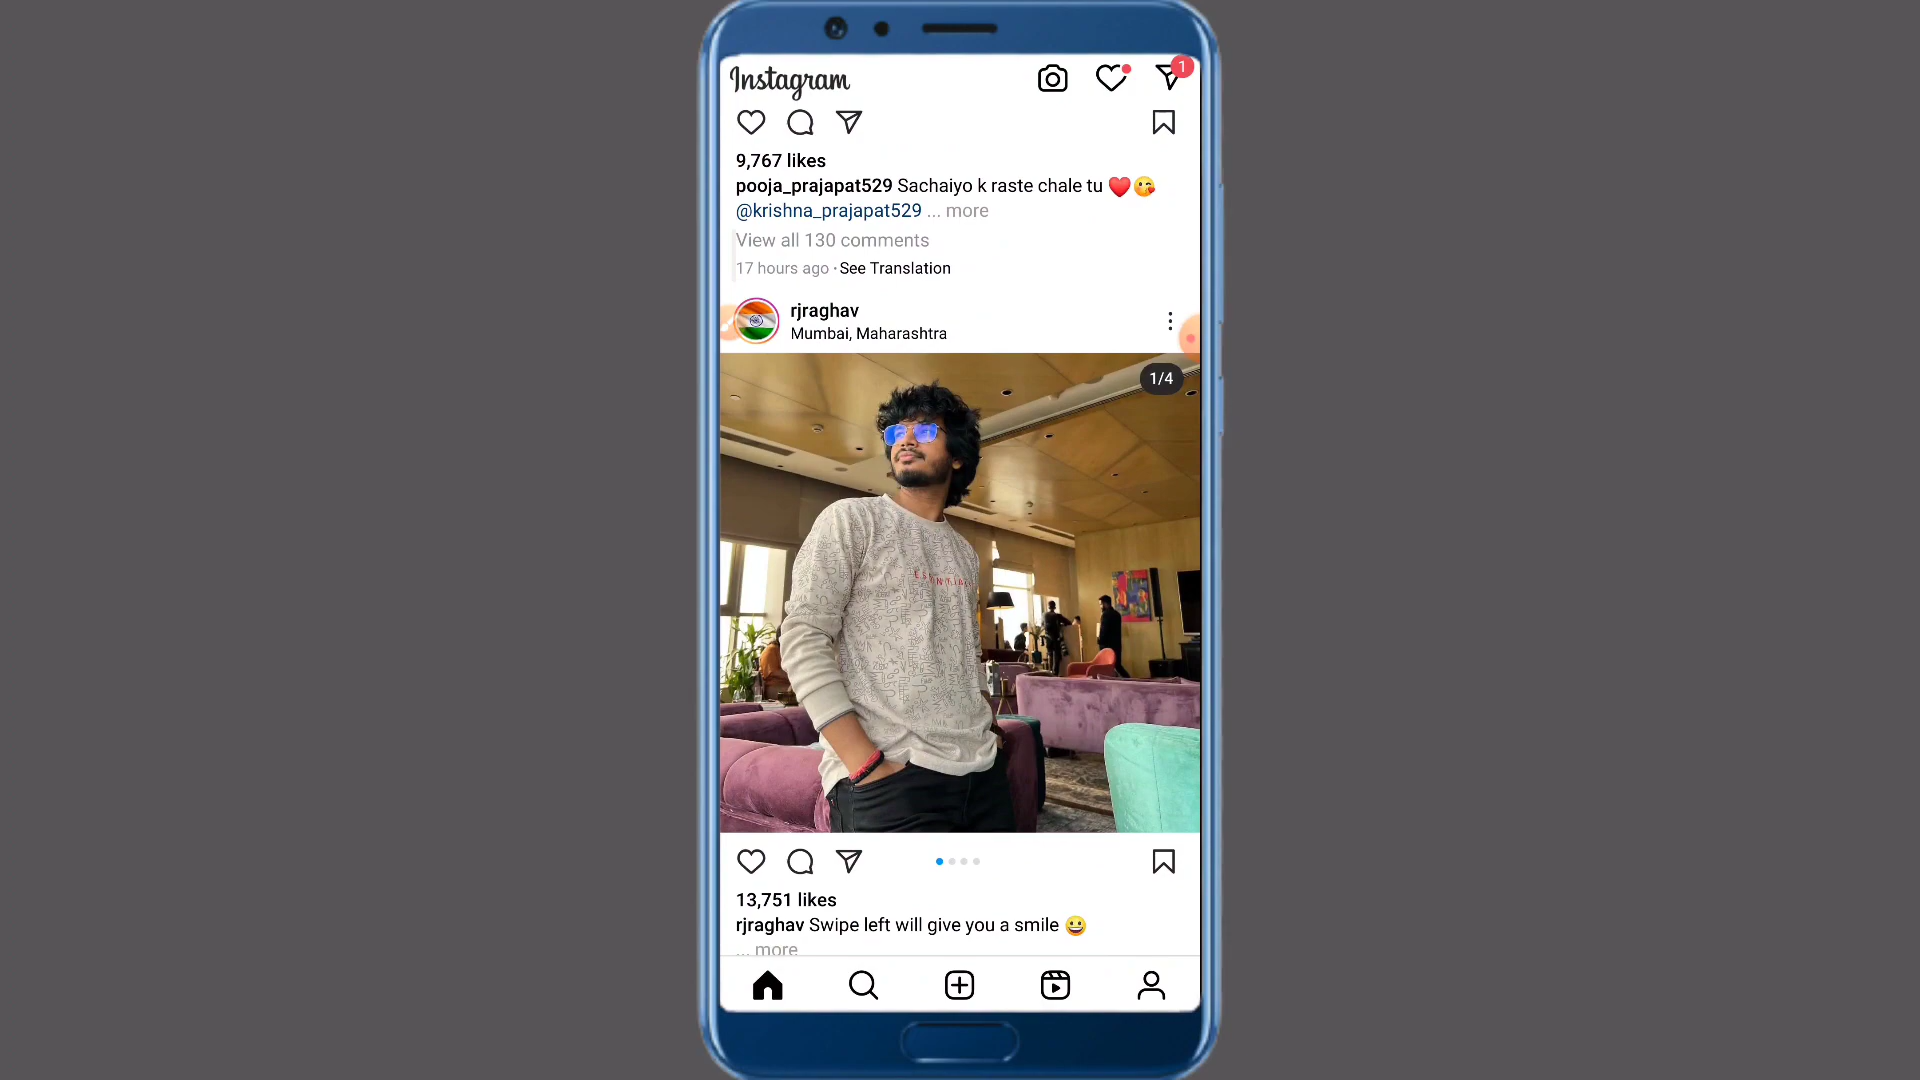 Instagram
1
9,767 likes
pooja_prajapat529 Sachaiyo k raste chale tu ❤️😘
@krishna_prajapat529 ... more
View all 130 comments
17 hours ago · See Translation
rjraghav
Mumbai, Maharashtra
1/4
13,751 likes
rjraghav Swipe left will give you a smile 😀
... more